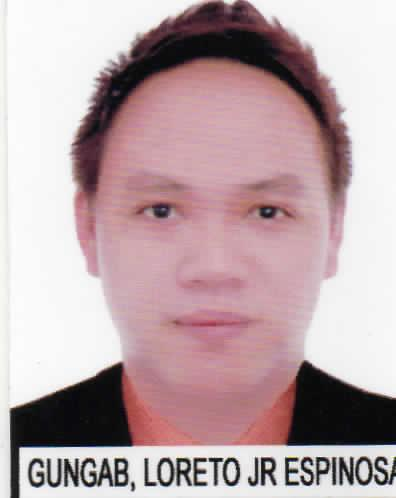 GUNGAB, LORETO JR ESPINOSA